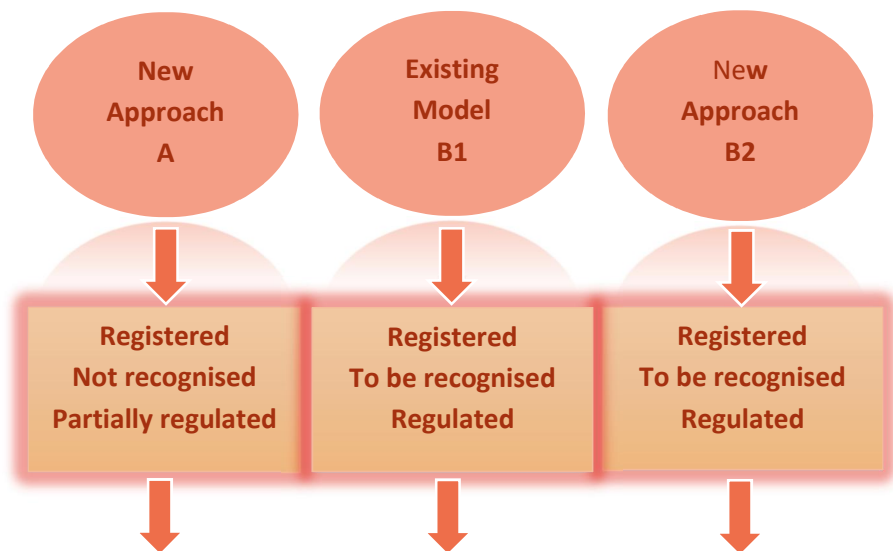 New
Approach
A
Existing
Model
B1
New
Approach
B2
Registered
Not recognised
Partially regulated
Registered
To be recognised
Regulated
Registered
To be recognised
Regulated